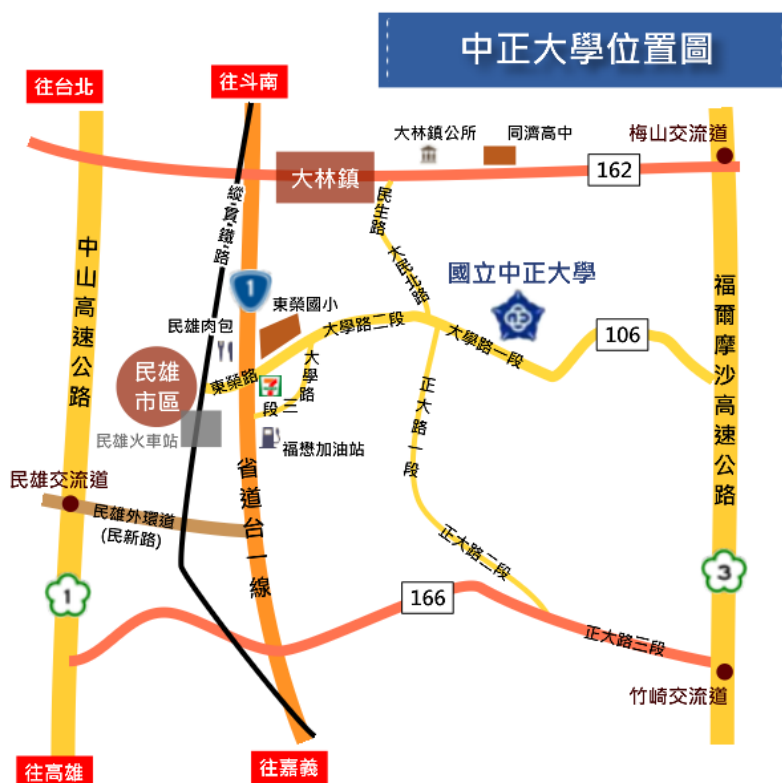 中正大學位置圖
往台北
往斗南
大林鎮公所
同濟高中
梅山交流道
大林鎮
162
縱貫鐵路
民生路
大民北路
中山高速公路
國立中正大學
1
東榮國小
福爾摩沙高速公路
民雄肉包
大學路二段
大學路一段
106
民雄市區
東榮路
7
大學路三段
正大路一段
民雄火車站
福懋加油站
民雄交流道
省道台一線
民雄外環道
(民新路)
正大路二段
3
1
166
正大路三段
竹崎交流道
往高雄
往嘉義